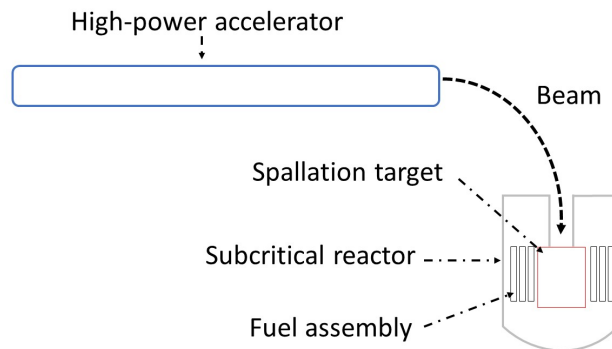 High-power accelerator
Beam
Spallation target
Subcritical reactor
Fuel assembly